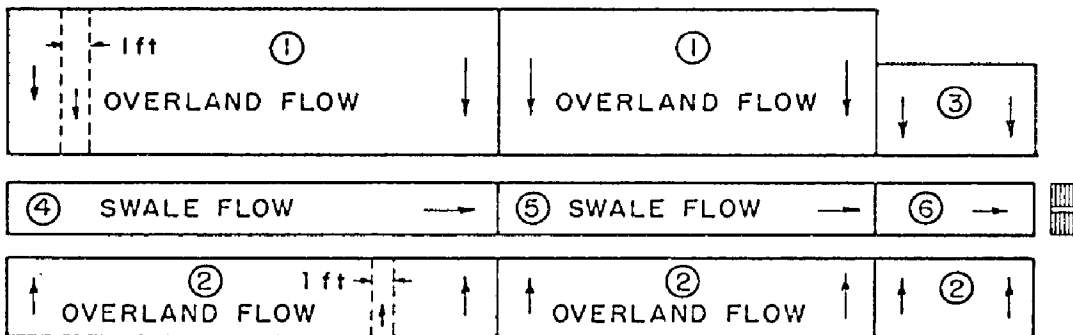 1 ft ① ①
OVERLAND FLOW OVERLAND FLOW ③
④ SWALE FLOW ⑤ SWALE FLOW ⑥
② 1 ft ② ②
OVERLAND FLOW OVERLAND FLOW